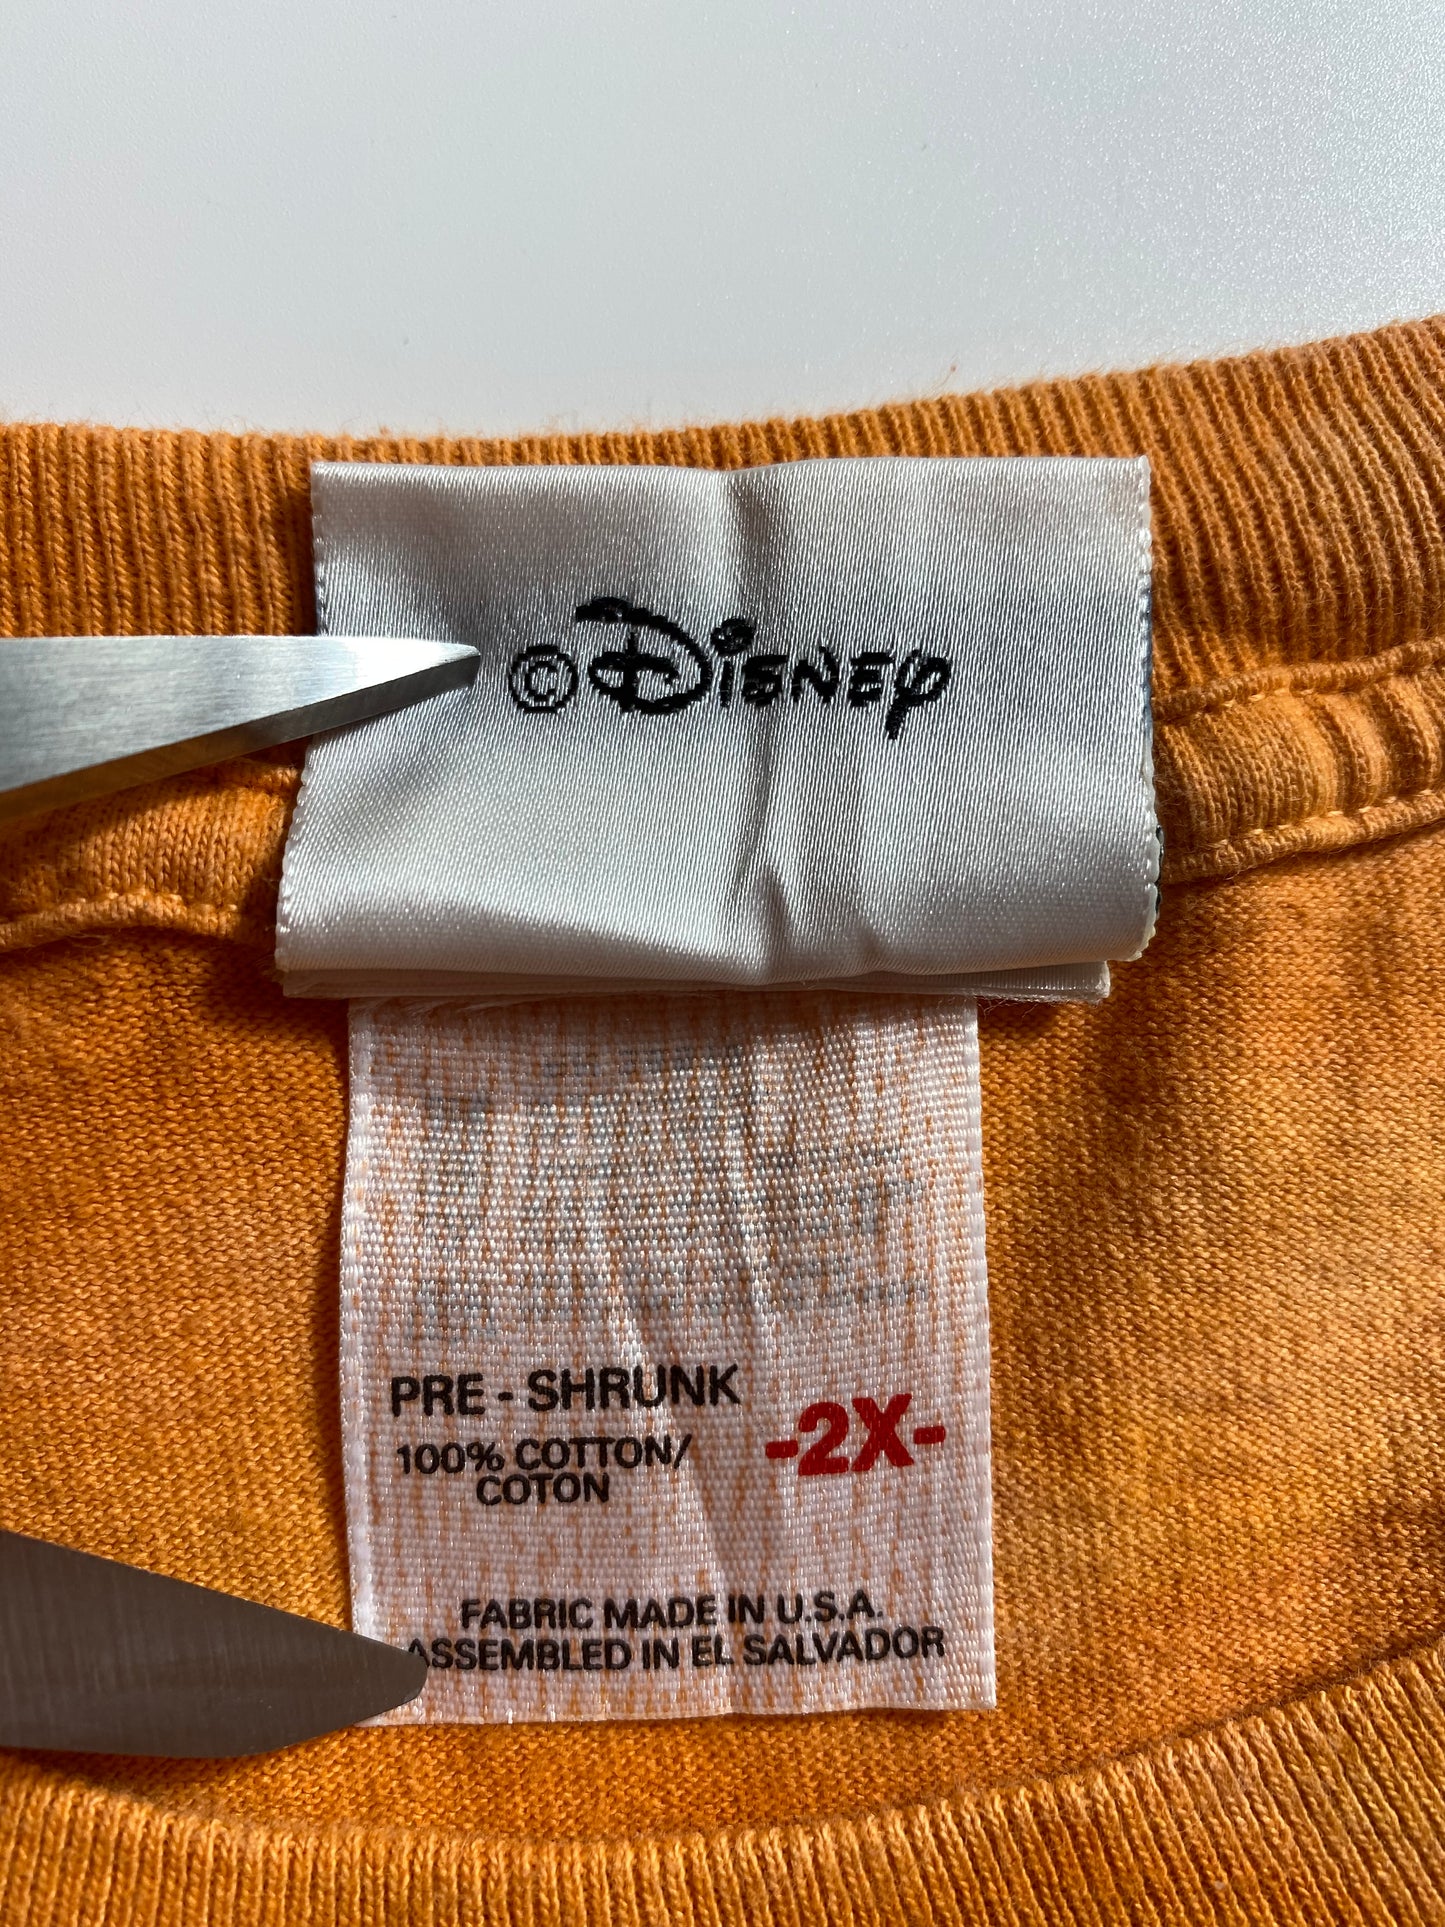 ©Disney
PRE - SHRUNK
-2X-
100% COTTON/
COTON
FABRIC MADE IN U.S.A.
ASSEMBLED IN EL SALVADOR